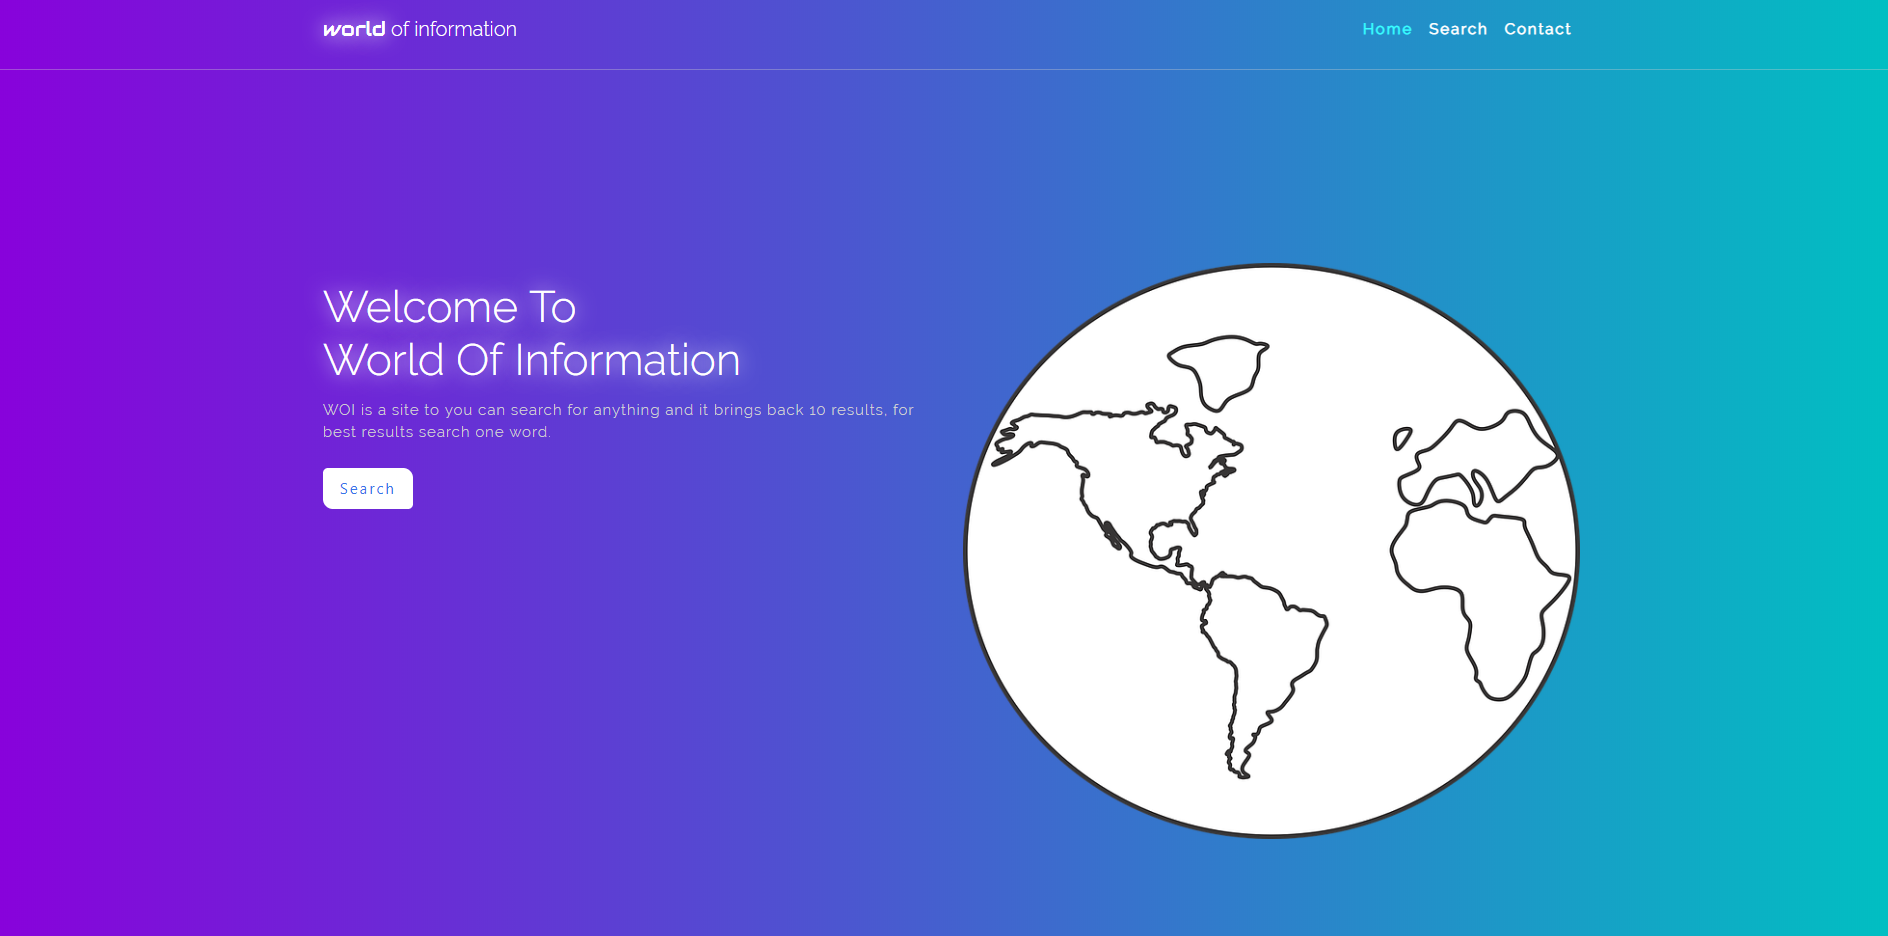 world of information
Home Search Contact
Welcome To
World Of Information
WOI is a site to you can search for anything and it brings back 10 results, for
best results search one word.
Search